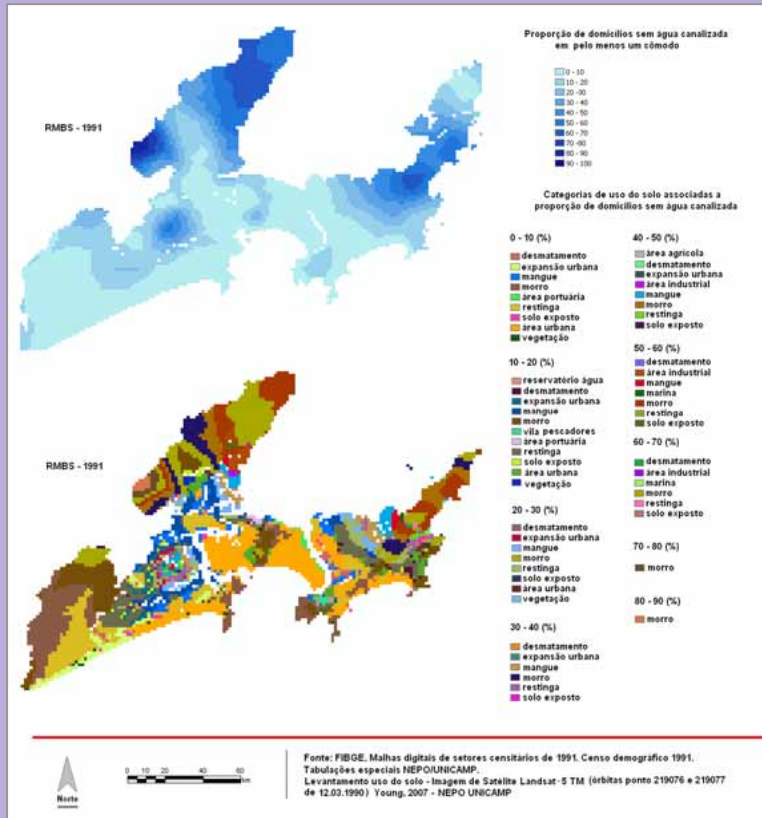 Proporção de domicílios sem água canalizada
em pelo menos um cômodo
0 - 10
10 - 20
20 - 30
30 - 40
40 - 50
50 - 60
60 - 70
70 - 80
80 - 90
90 - 100
RMBS - 1991
Categorias de uso do solo associadas a
proporção de domicílios sem água canalizada
0 - 10 (%)
desmatamento
expansão urbana
mangue
morro
área portuária
restinga
solo exposto
área urbana
vegetação
10 - 20 (%)
reservatório água
desmatamento
expansão urbana
mangue
morro
vila pescadores
área portuária
restinga
solo exposto
área urbana
vegetação
20 - 30 (%)
desmatamento
expansão urbana
mangue
morro
restinga
solo exposto
área urbana
vegetação
30 - 40 (%)
desmatamento
expansão urbana
mangue
morro
restinga
solo exposto
40 - 50 (%)
área agrícola
desmatamento
expansão urbana
área industrial
mangue
morro
restinga
solo exposto
50 - 60 (%)
desmatamento
área industrial
mangue
marina
morro
restinga
solo exposto
60 - 70 (%)
desmatamento
área industrial
marina
morro
restinga
solo exposto
70 - 80 (%)
morro
80 - 90 (%)
morro
RMBS - 1991
Norte
0 10 20 40 60
km
Fonte: FIBGE, Malhas digitais de setores censitários de 1991. Censo demográfico 1991.
Tabulações especiais NEPO/UNICAMP.
Levantamento uso do solo - Imagem de Satélite Landsat-5 TM (órbitas ponto 219076 e 219077
de 12.03.1990) Young, 2007 - NEPO UNICAMP